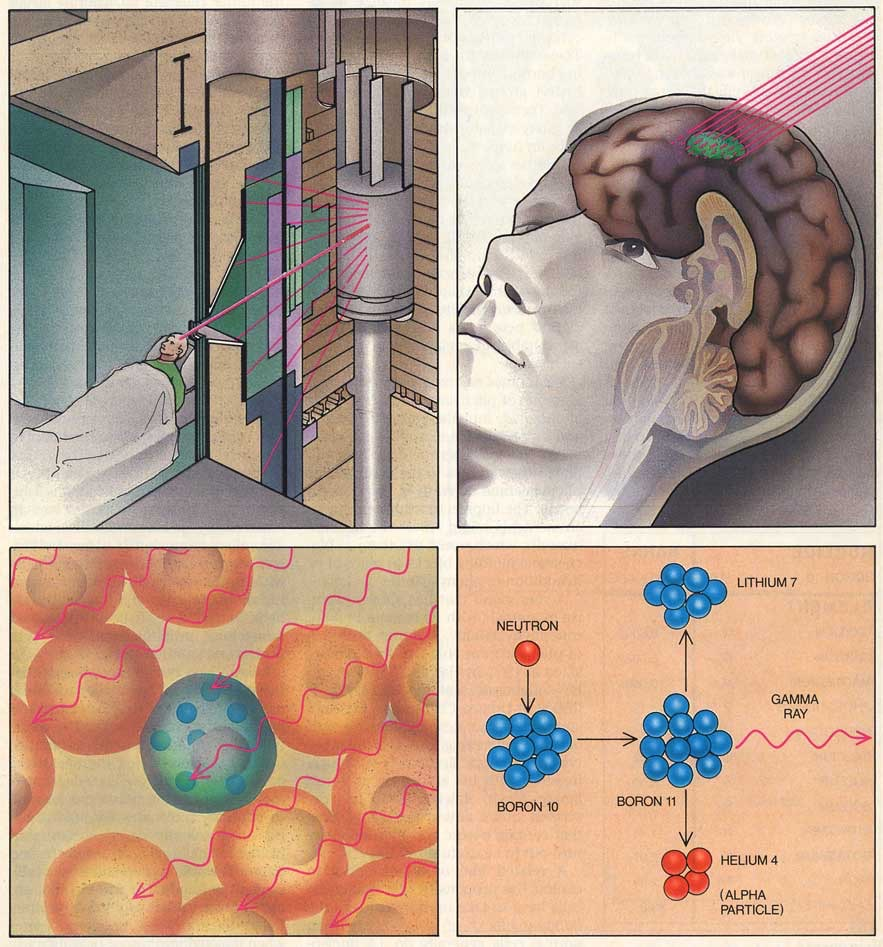 LITHIUM 7
NEUTRON
GAMMA
RAY
BORON 10
BORON 11
HELIUM 4
(ALPHA
PARTICLE)